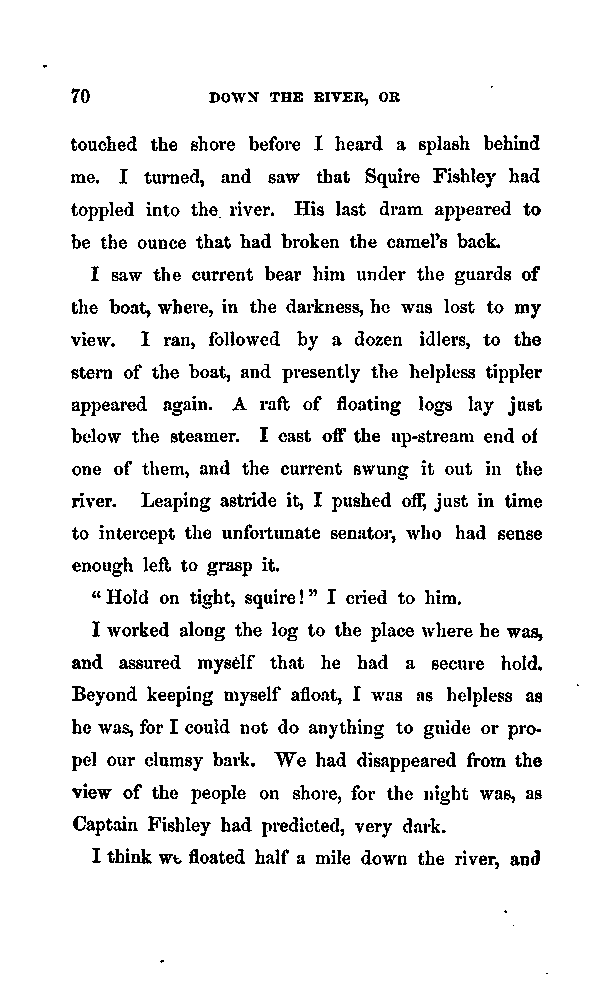 70 DOWN THE RIVER, OR
touched the shore before I heard a splash behind
me. I turned, and saw that Squire Fishley had
toppled into the river. His last dram appeared to
be the ounce that had broken the camel's back.
I saw the current bear him under the guards of
the boat, where, in the darkness, he was lost to my
view. I ran, followed by a dozen idlers, to the
stern of the boat, and presently the helpless tippler
appeared again. A raft of floating logs lay just
below the steamer. I cast off the up-stream end of
one of them, and the current swung it out in the
river. Leaping astride it, I pushed off, just in time
to intercept the unfortunate senator, who had sense
enough left to grasp it.
"Hold on tight, squire!" I cried to him.
I worked along the log to the place where he was,
and assured myself that he had a secure hold.
Beyond keeping myself afloat, I was as helpless as
he was, for I could not do anything to guide or pro-
pel our clumsy bark. We had disappeared from the
view of the people on shore, for the night was, as
Captain Fishley had predicted, very dark.
I think we floated half a mile down the river, and